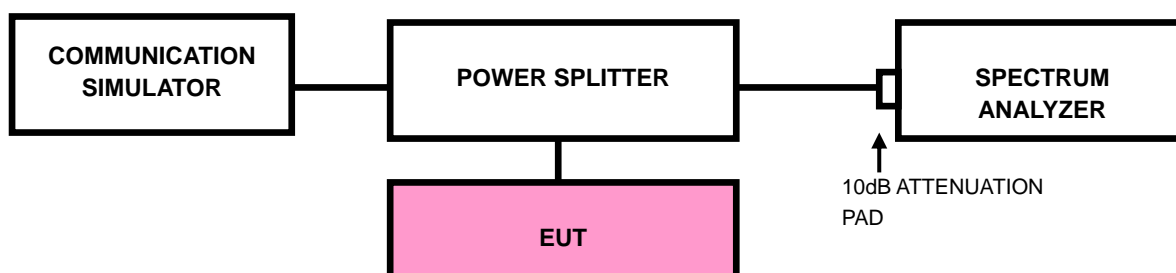 COMMUNICATION
SIMULATOR
POWER SPLITTER
SPECTRUM
ANALYZER
10dB ATTENUATION
PAD
EUT